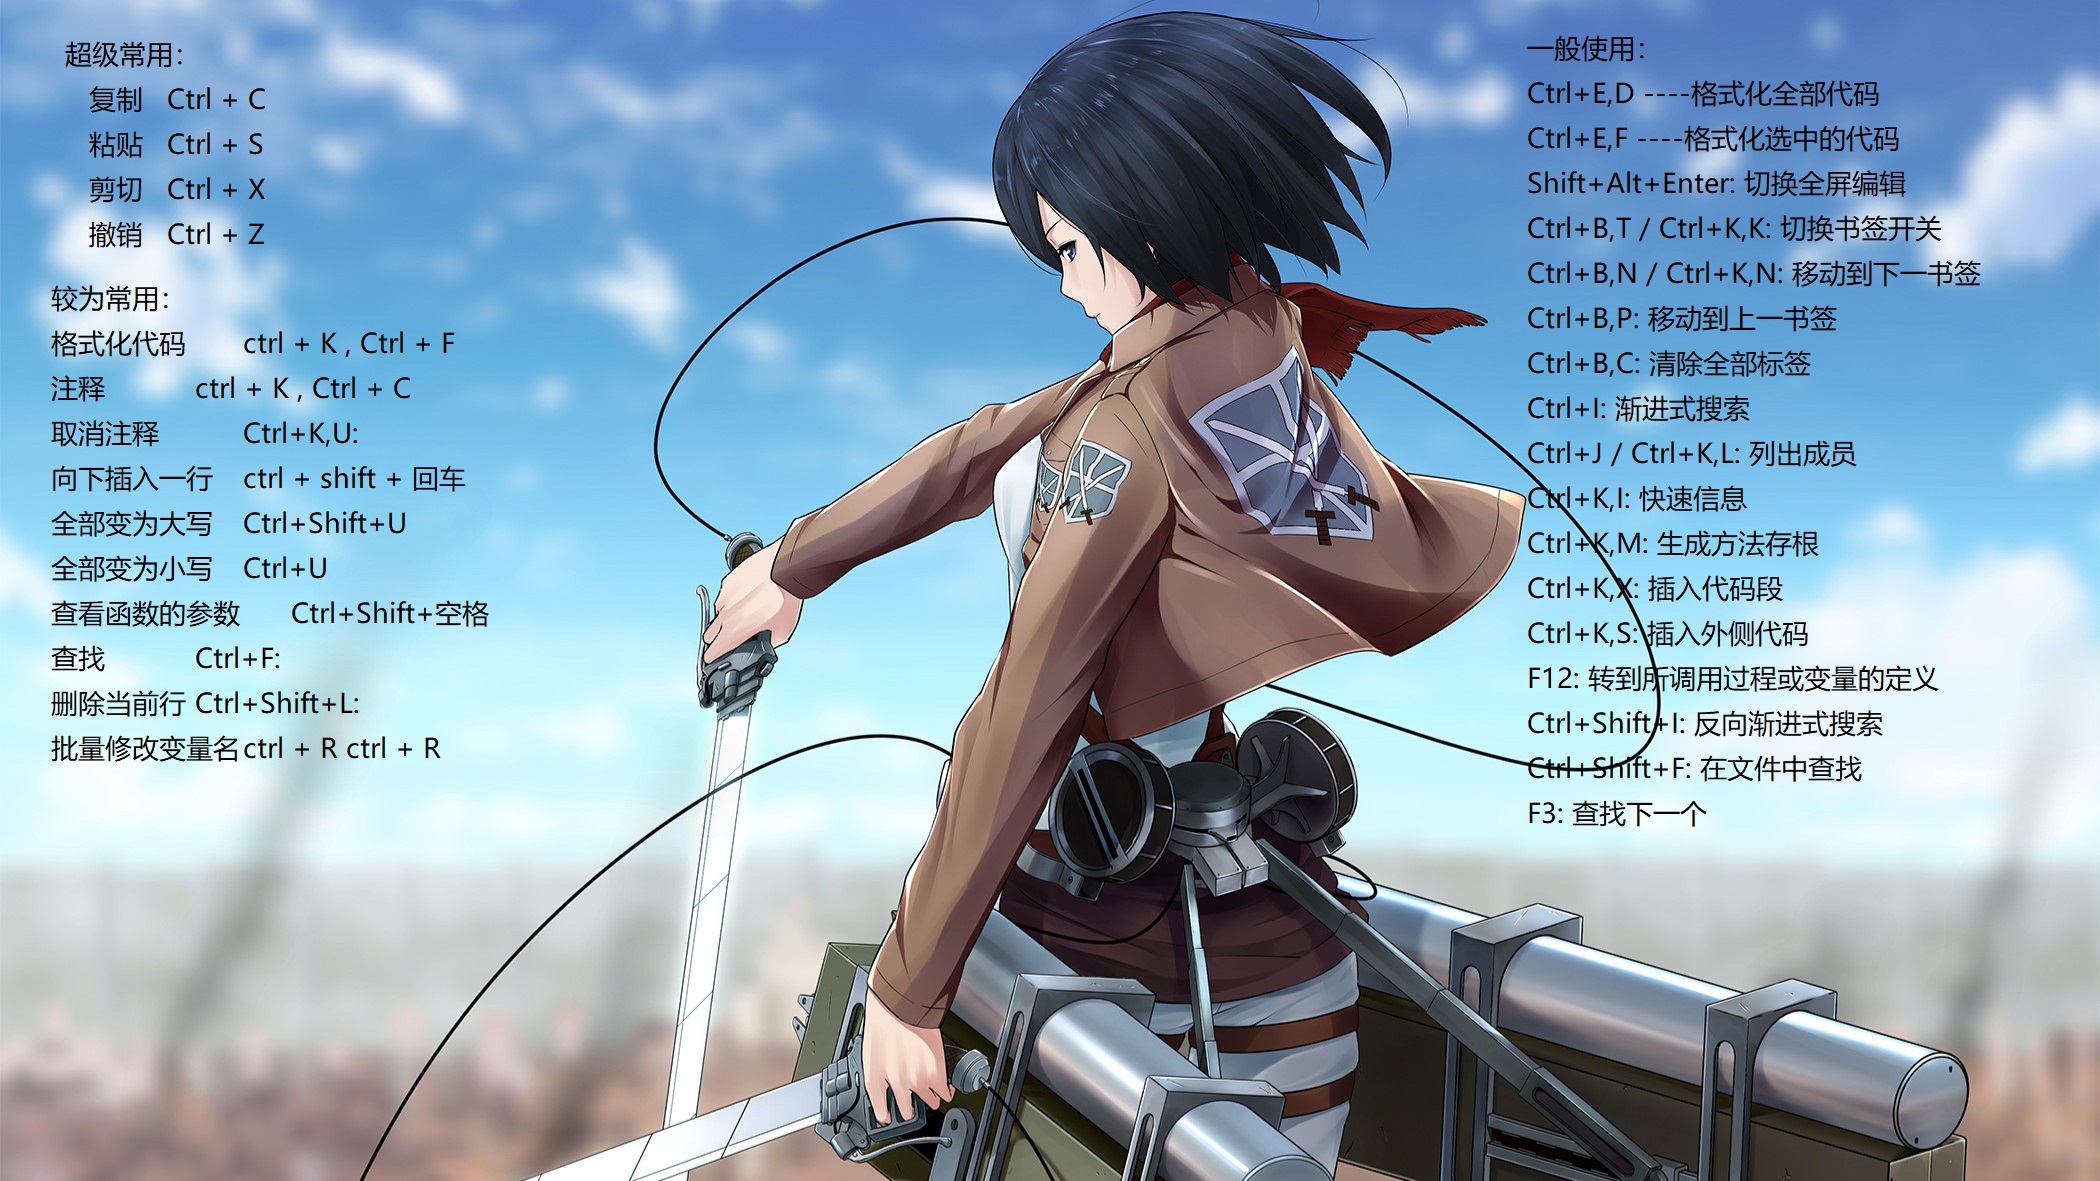 超级常用：
复制 Ctrl + C
粘贴 Ctrl + S
剪切 Ctrl + X
撤销 Ctrl + Z
较为常用：
格式化代码 ctrl + K , Ctrl + F
注释 ctrl + K , Ctrl + C
取消注释 Ctrl+K,U:
向下插入一行 ctrl + shift + 回车
全部变为大写 Ctrl+Shift+U
全部变为小写 Ctrl+U
查看函数的参数 Ctrl+Shift+空格
查找 Ctrl+F:
删除当前行 Ctrl+Shift+L:
批量修改变量名 ctrl + R ctrl + R
一般使用：
Ctrl+E,D ----格式化全部代码
Ctrl+E,F ----格式化选中的代码
Shift+Alt+Enter: 切换全屏编辑
Ctrl+B,T / Ctrl+K,K: 切换书签开关
Ctrl+B,N / Ctrl+K,N: 移动到下一书签
Ctrl+B,P: 移动到上一书签
Ctrl+B,C: 清除全部标签
Ctrl+I: 渐进式搜索
Ctrl+J / Ctrl+K,L: 列出成员
Ctrl+K,I: 快速信息
Ctrl+K,M: 生成方法存根
Ctrl+K,X: 插入代码段
Ctrl+K,S: 插入外侧代码
F12: 转到所调用过程或变量的定义
Ctrl+Shift+I: 反向渐进式搜索
Ctrl+Shift+F: 在文件中查找
F3: 查找下一个